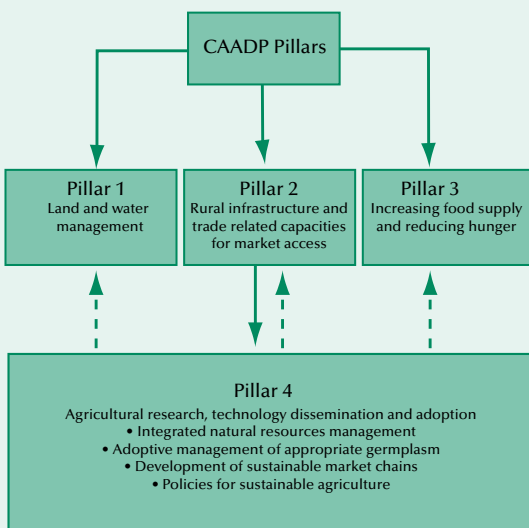 CAADP Pillars
Pillar 1
Land and water
management
Pillar 2
Rural infrastructure and
trade related capacities
for market access
Pillar 3
Increasing food supply
and reducing hunger
Pillar 4
Agricultural research, technology dissemination and adoption
• Integrated natural resources management
• Adoptive management of appropriate germplasm
• Development of sustainable market chains
• Policies for sustainable agriculture